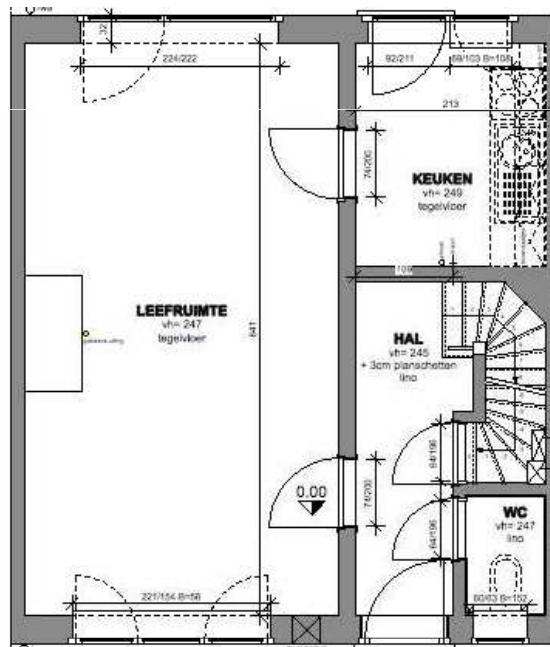 32
224/222
92/211
69/103 B=108
213
74/200
KEUKEN
vh= 249
tegelvloer
109
LEEFRUIMTE
vh= 247
tegelvloer
641
HAL
vh= 245
+ 3cm planschetten
lino
64/196
74/200
0.00
64/196
WC
vh= 247
lino
221/154 B=56
60/63 B=152